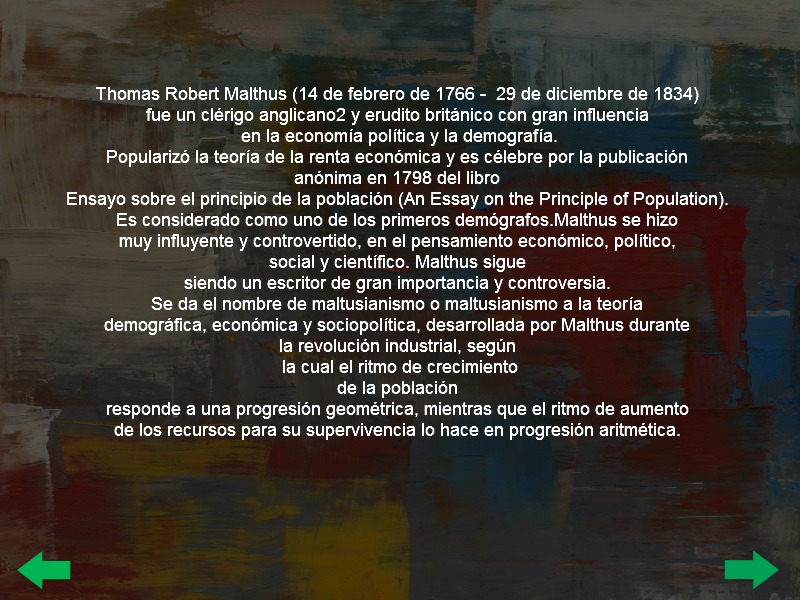 Thomas Robert Malthus (14 de febrero de 1766 -  29 de diciembre de 1834)
fue un clérigo anglicano2 y erudito británico con gran influencia
en la economía política y la demografía.
Popularizó la teoría de la renta económica y es célebre por la publicación
anónima en 1798 del libro
Ensayo sobre el principio de la población (An Essay on the Principle of Population).
Es considerado como uno de los primeros demógrafos.Malthus se hizo
muy influyente y controvertido, en el pensamiento económico, político,
social y científico. Malthus sigue
siendo un escritor de gran importancia y controversia.
Se da el nombre de maltusianismo o maltusianismo a la teoría
demográfica, económica y sociopolítica, desarrollada por Malthus durante
la revolución industrial, según
la cual el ritmo de crecimiento
de la población
responde a una progresión geométrica, mientras que el ritmo de aumento
de los recursos para su supervivencia lo hace en progresión aritmética.